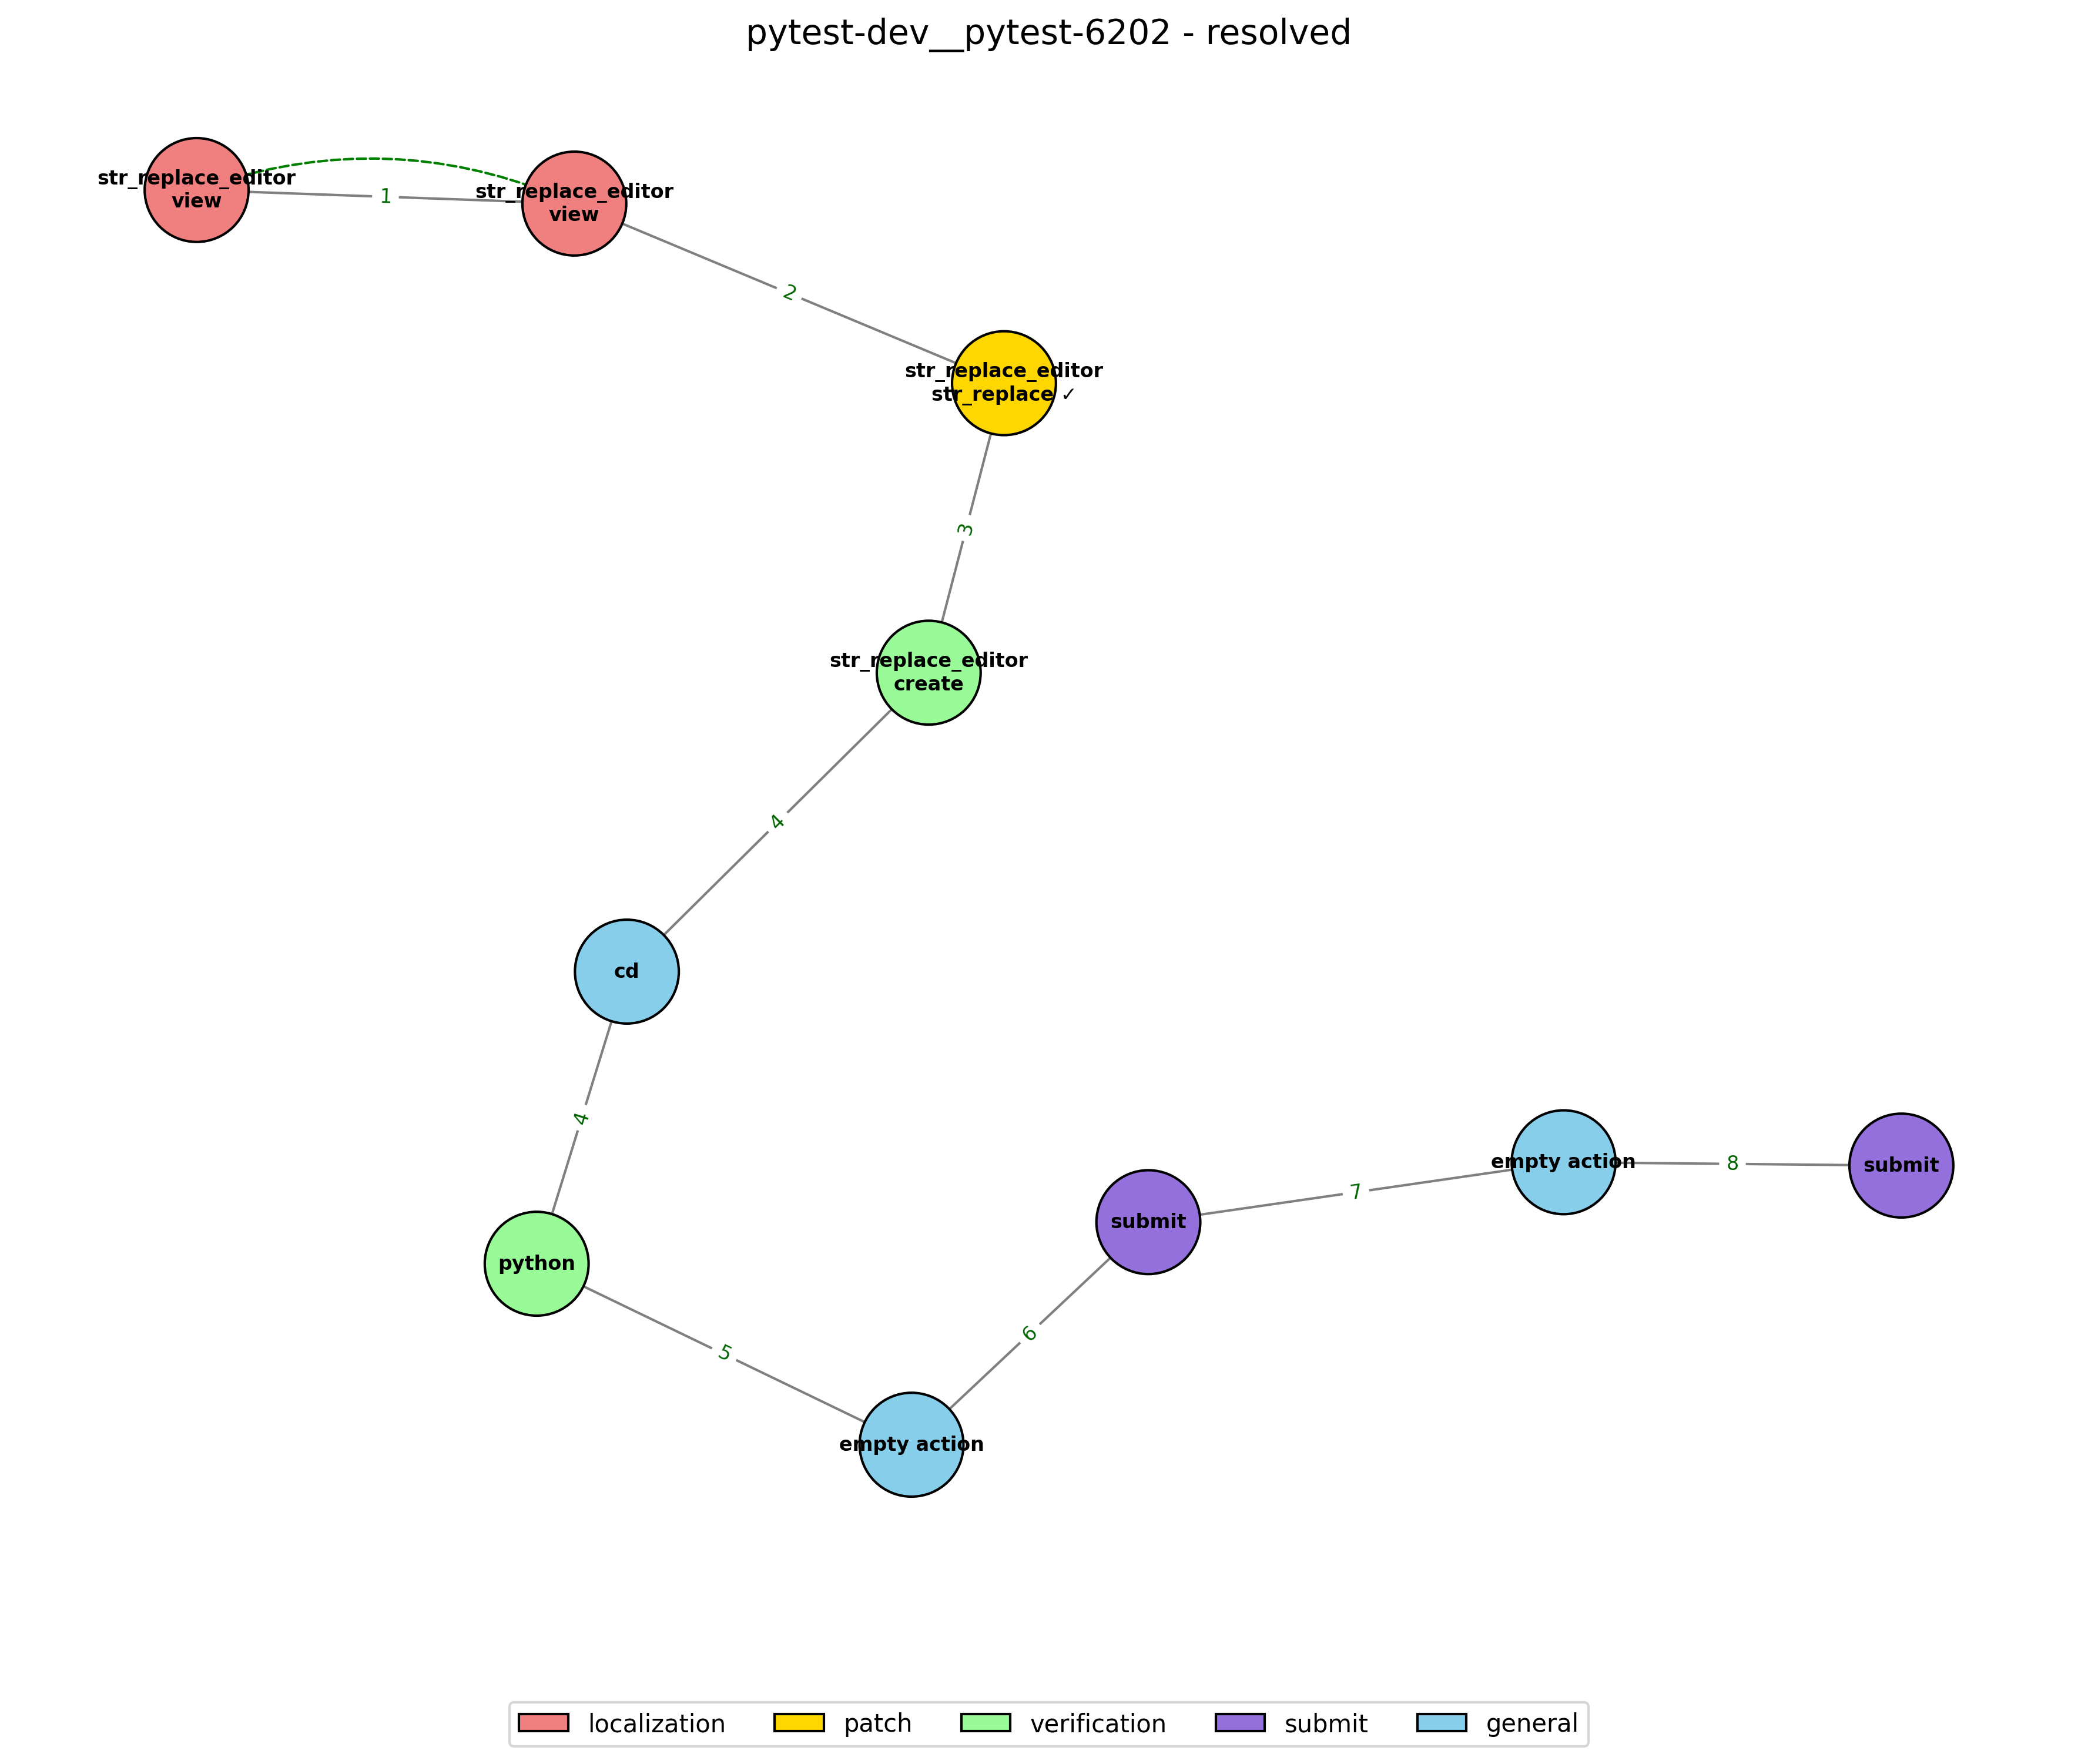 pytest-dev__pytest-6202 - resolved
str_replace_editor
view
1
str_replace_editor
view
2
str_replace_editor
str_replace ✓
3
str_replace_editor
create
4
cd
4
python
5
empty action
6
submit
7
empty action
8
submit
localization
patch
verification
submit
general